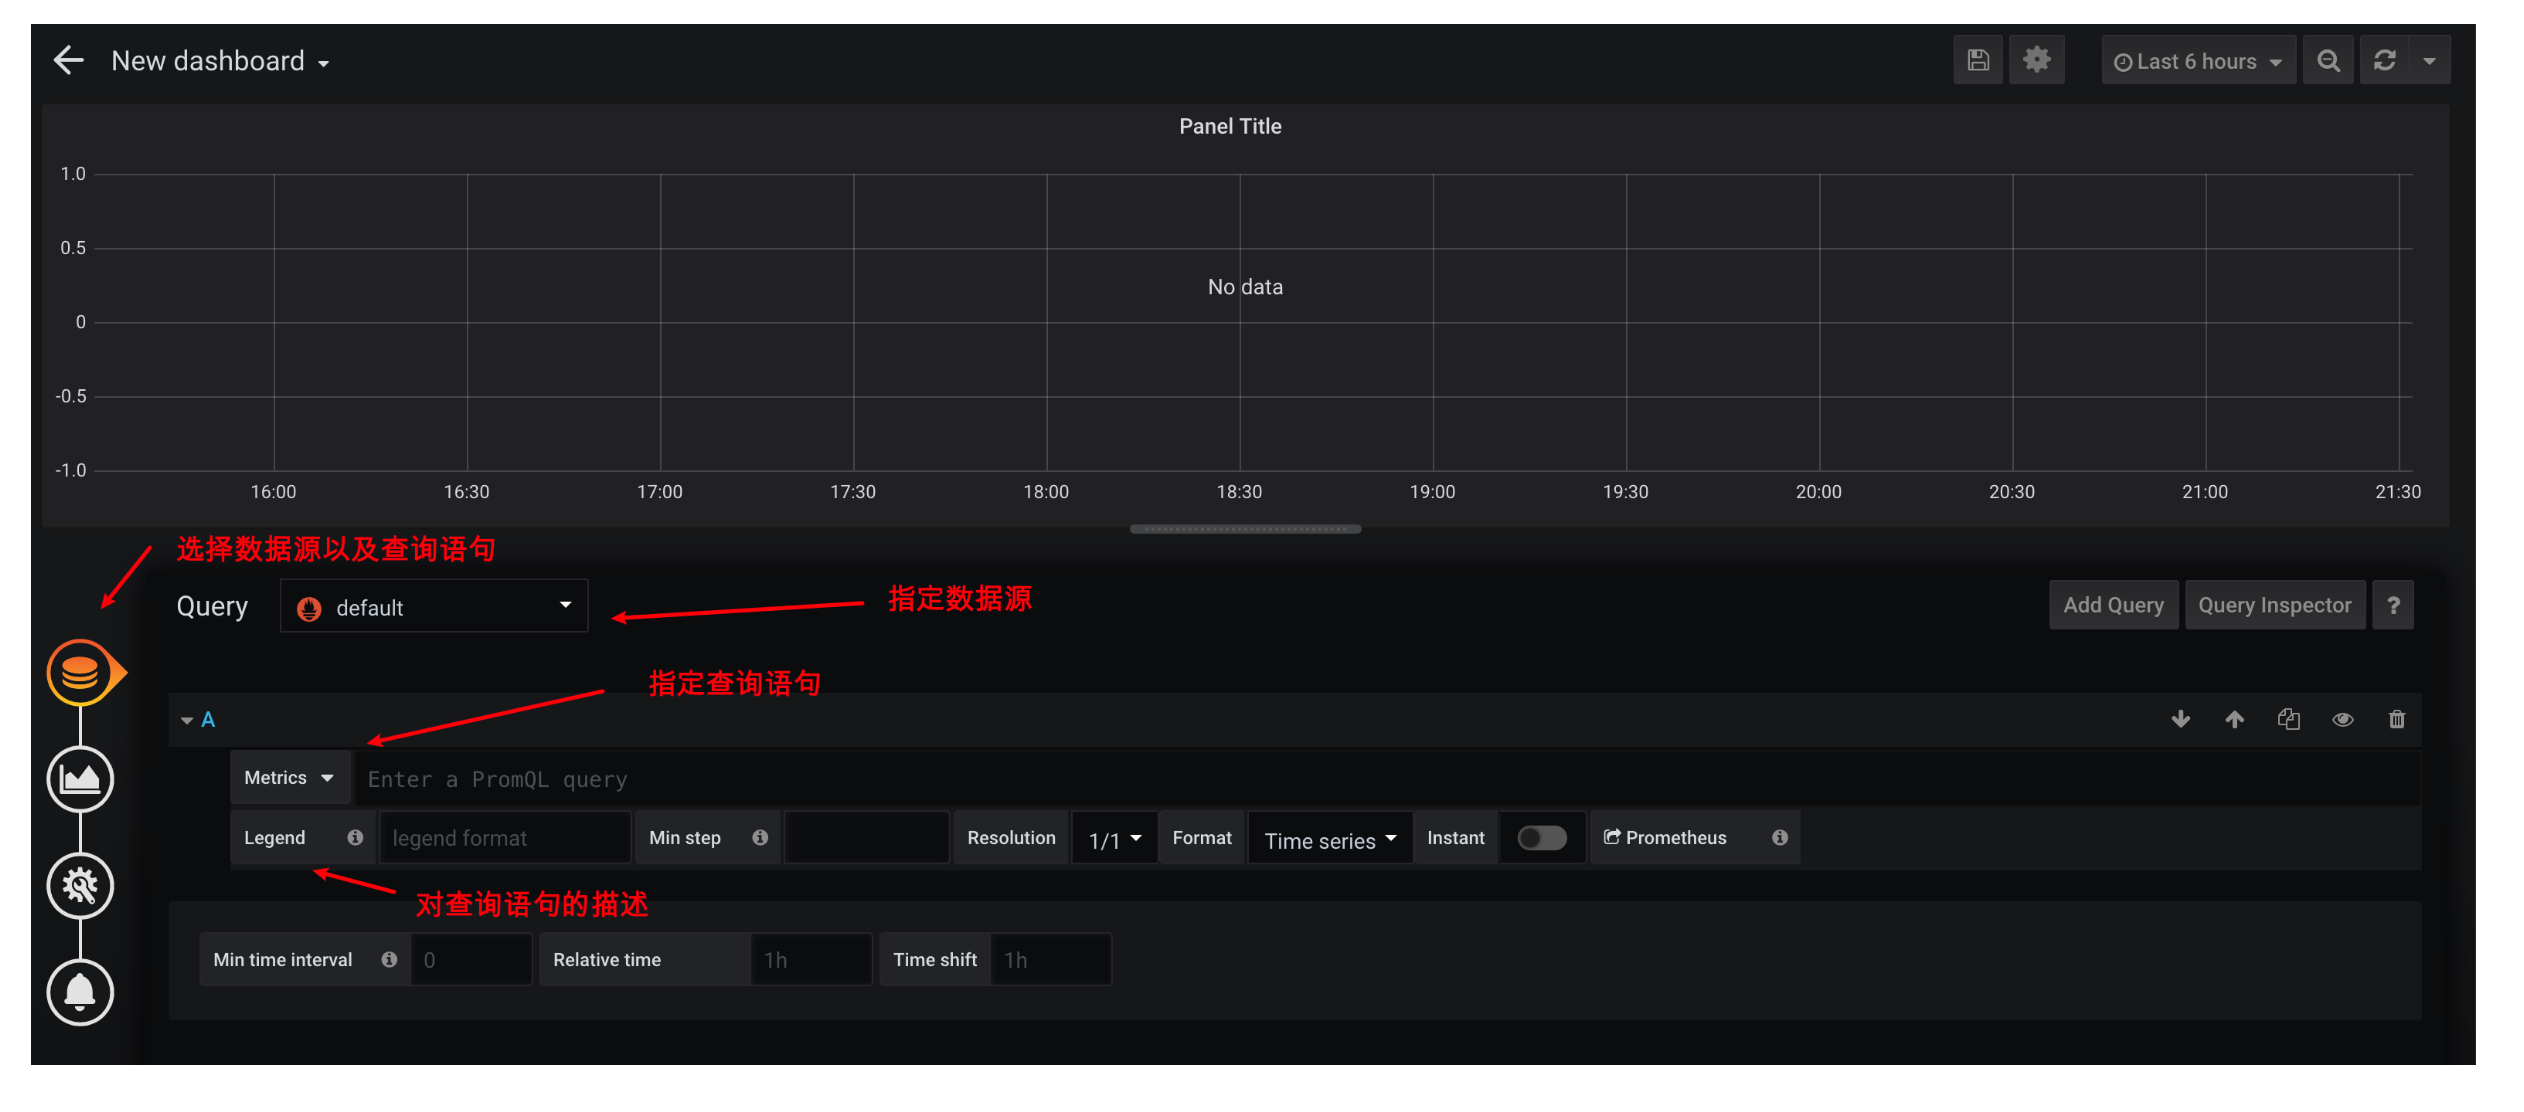 New dashboard
Last 6 hours
Panel Title
1.0
0.5
No data
0
-0.5
-1.0
16:00 16:30 17:00 17:30 18:00 18:30 19:00 19:30 20:00 20:30 21:00 21:30
选择数据源以及查询语句
Query default 指定数据源 Add Query Query Inspector ?
指定查询语句
A
Metrics Enter a PromQL query
Legend legend format Min step Resolution 1/1 Format Time series Instant Prometheus
对查询语句的描述
Min time interval 0 Relative time 1h Time shift 1h